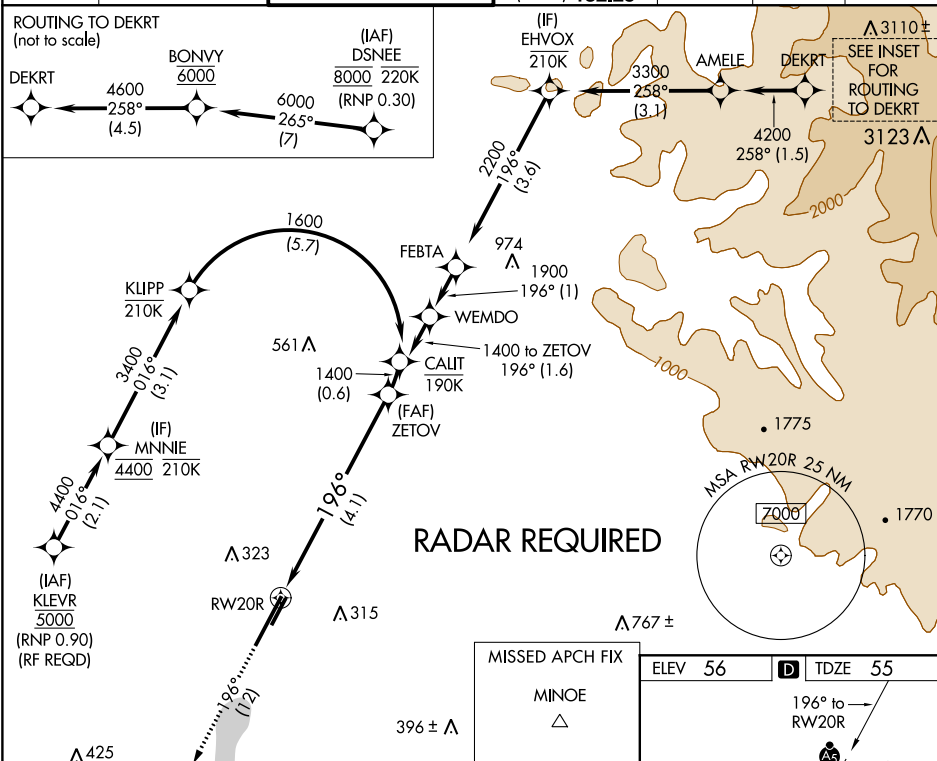 ROUTING TO DEKRT
(not to scale)
DEKRT
4600
258°
(4.5)
BONVY
6000
6000
265°
(7)
(IAF)
DSNEE
8000 220K
(RNP 0.30)
(IF)
EHVOX
210K
3300
258°
(3.1)
AMELE
DEKRT
4200
258° (1.5)
3110 ±
SEE INSET
FOR
ROUTING
TO DEKRT
3123
2000
2200
196°
(3.6)
FEBTA
974
1900
196° (1)
WEMDO
1400 to ZETOV
196° (1.6)
1600
(5.7)
KLIPP
210K
561
CALIT
190K
1400
(0.6)
(FAF)
ZETOV
1000
3400
016°
(3.1)
(IF)
MNNIE
4400 210K
4400
016°
(2.1)
(IAF)
KLEVR
5000
(RNP 0.90)
(RF REQD)
196°
(4.1)
1775
MSA RW20R 25 NM
7000
1770
RADAR REQUIRED
323
RW20R
315
767 ±
196°
(12)
396 ±
425
MISSED APCH FIX
MINOE
ELEV 56 D TDZE 55
196° to
RW20R
A5